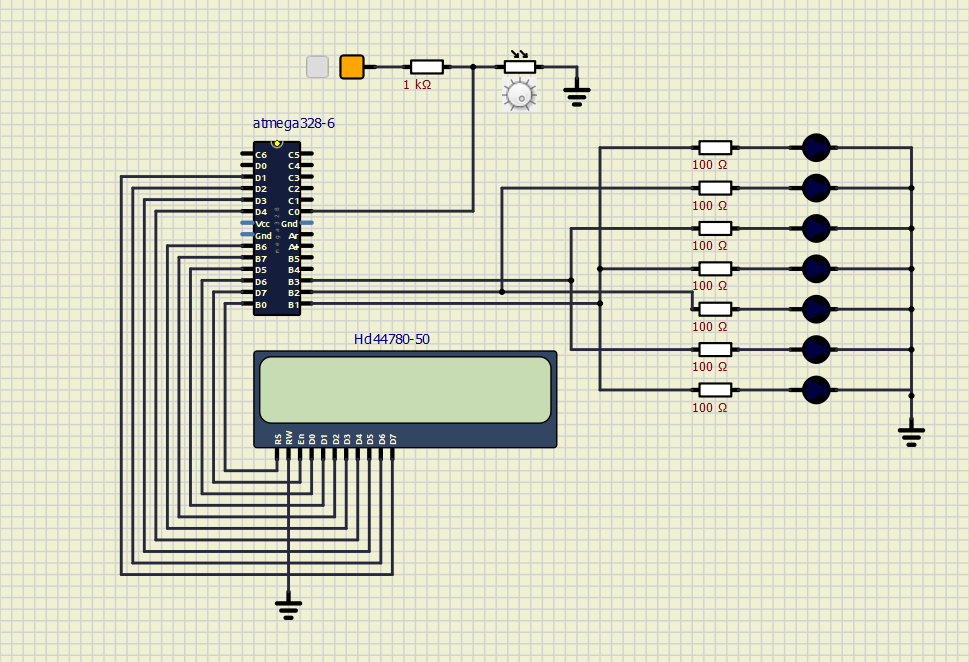 1 kΩ
atmega328-6
C6 C5
D0 C4
D1 C3
D2 C2
D3 C1
D4 C0
Vcc Gnd
Gnd Ar
B6 A+
B7 B5
D5 B4
D6 B3
D7 B2
B0 B1
100 Ω
100 Ω
100 Ω
100 Ω
100 Ω
100 Ω
100 Ω
Hd44780-50
RS RW En D0 D1 D2 D3 D4 D5 D6 D7